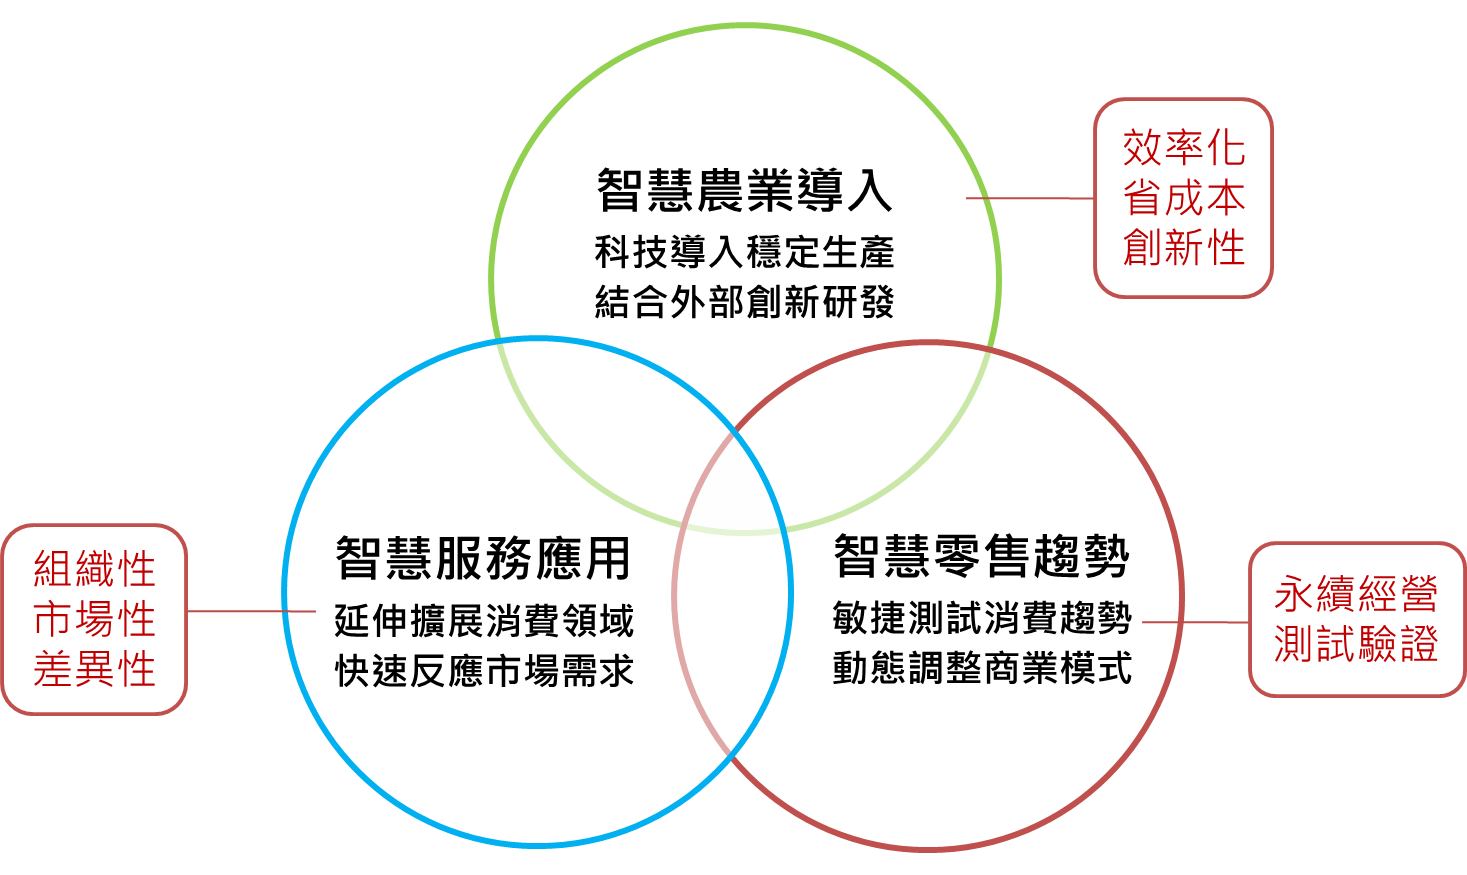 智慧農業導入
科技導入穩定生產
結合外部創新研發
效率化
省成本
創新性
智慧服務應用
延伸擴展消費領域
快速反應市場需求
組織性
市場性
差異性
智慧零售趨勢
敏捷測試消費趨勢
動態調整商業模式
永續經營
測試驗證